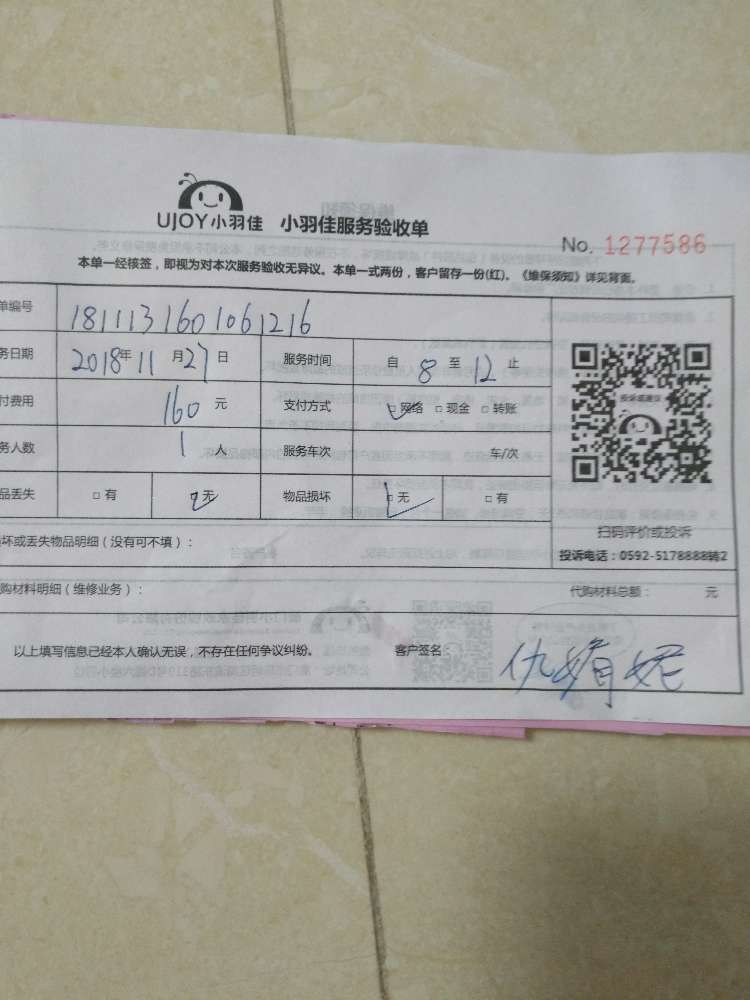 UJOY小羽佳 小羽佳服务验收单
No. 1277586
本单一经核签，即视为对本次服务验收无异议。本单一式两份，客户留存一份(红)。《维保须知》详见背面。
单编号 1811131601061216
务日期 2018年11月27日 服务时间 自8至12止
付费用 160元 支付方式 □网络 □现金 □转账
务人数 1人 服务车次 车/次
品丢失 □有 □无 物品损坏 □无 □有
扫码评价或投诉
投诉电话：0592-5178888转2
坏或丢失物品明细（没有可不填）：
购材料明细（维修业务）： 代购材料总额： 元
以上填写信息已经本人确认无误，不存在任何争议纠纷。 客户签名：